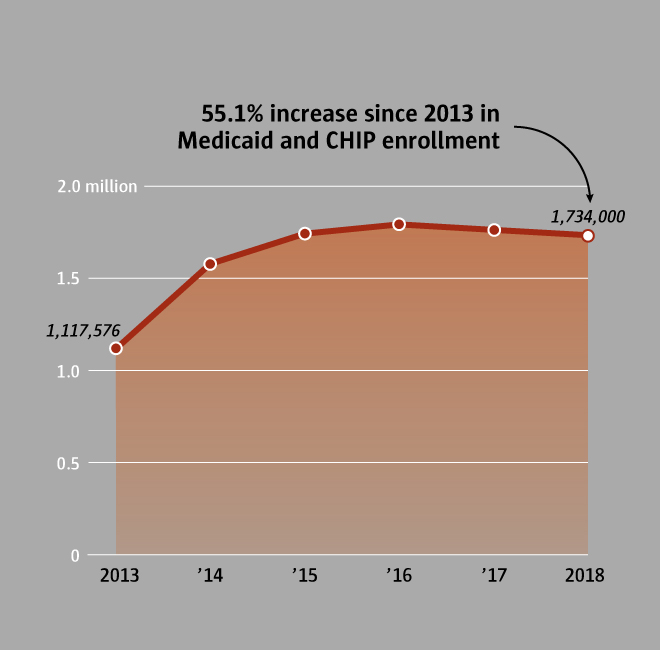 55.1% increase since 2013 in
Medicaid and CHIP enrollment
2.0 million
1,734,000
1.5
1,117,576
1.0
0.5
0
2013 ’14 ’15 ’16 ’17 2018